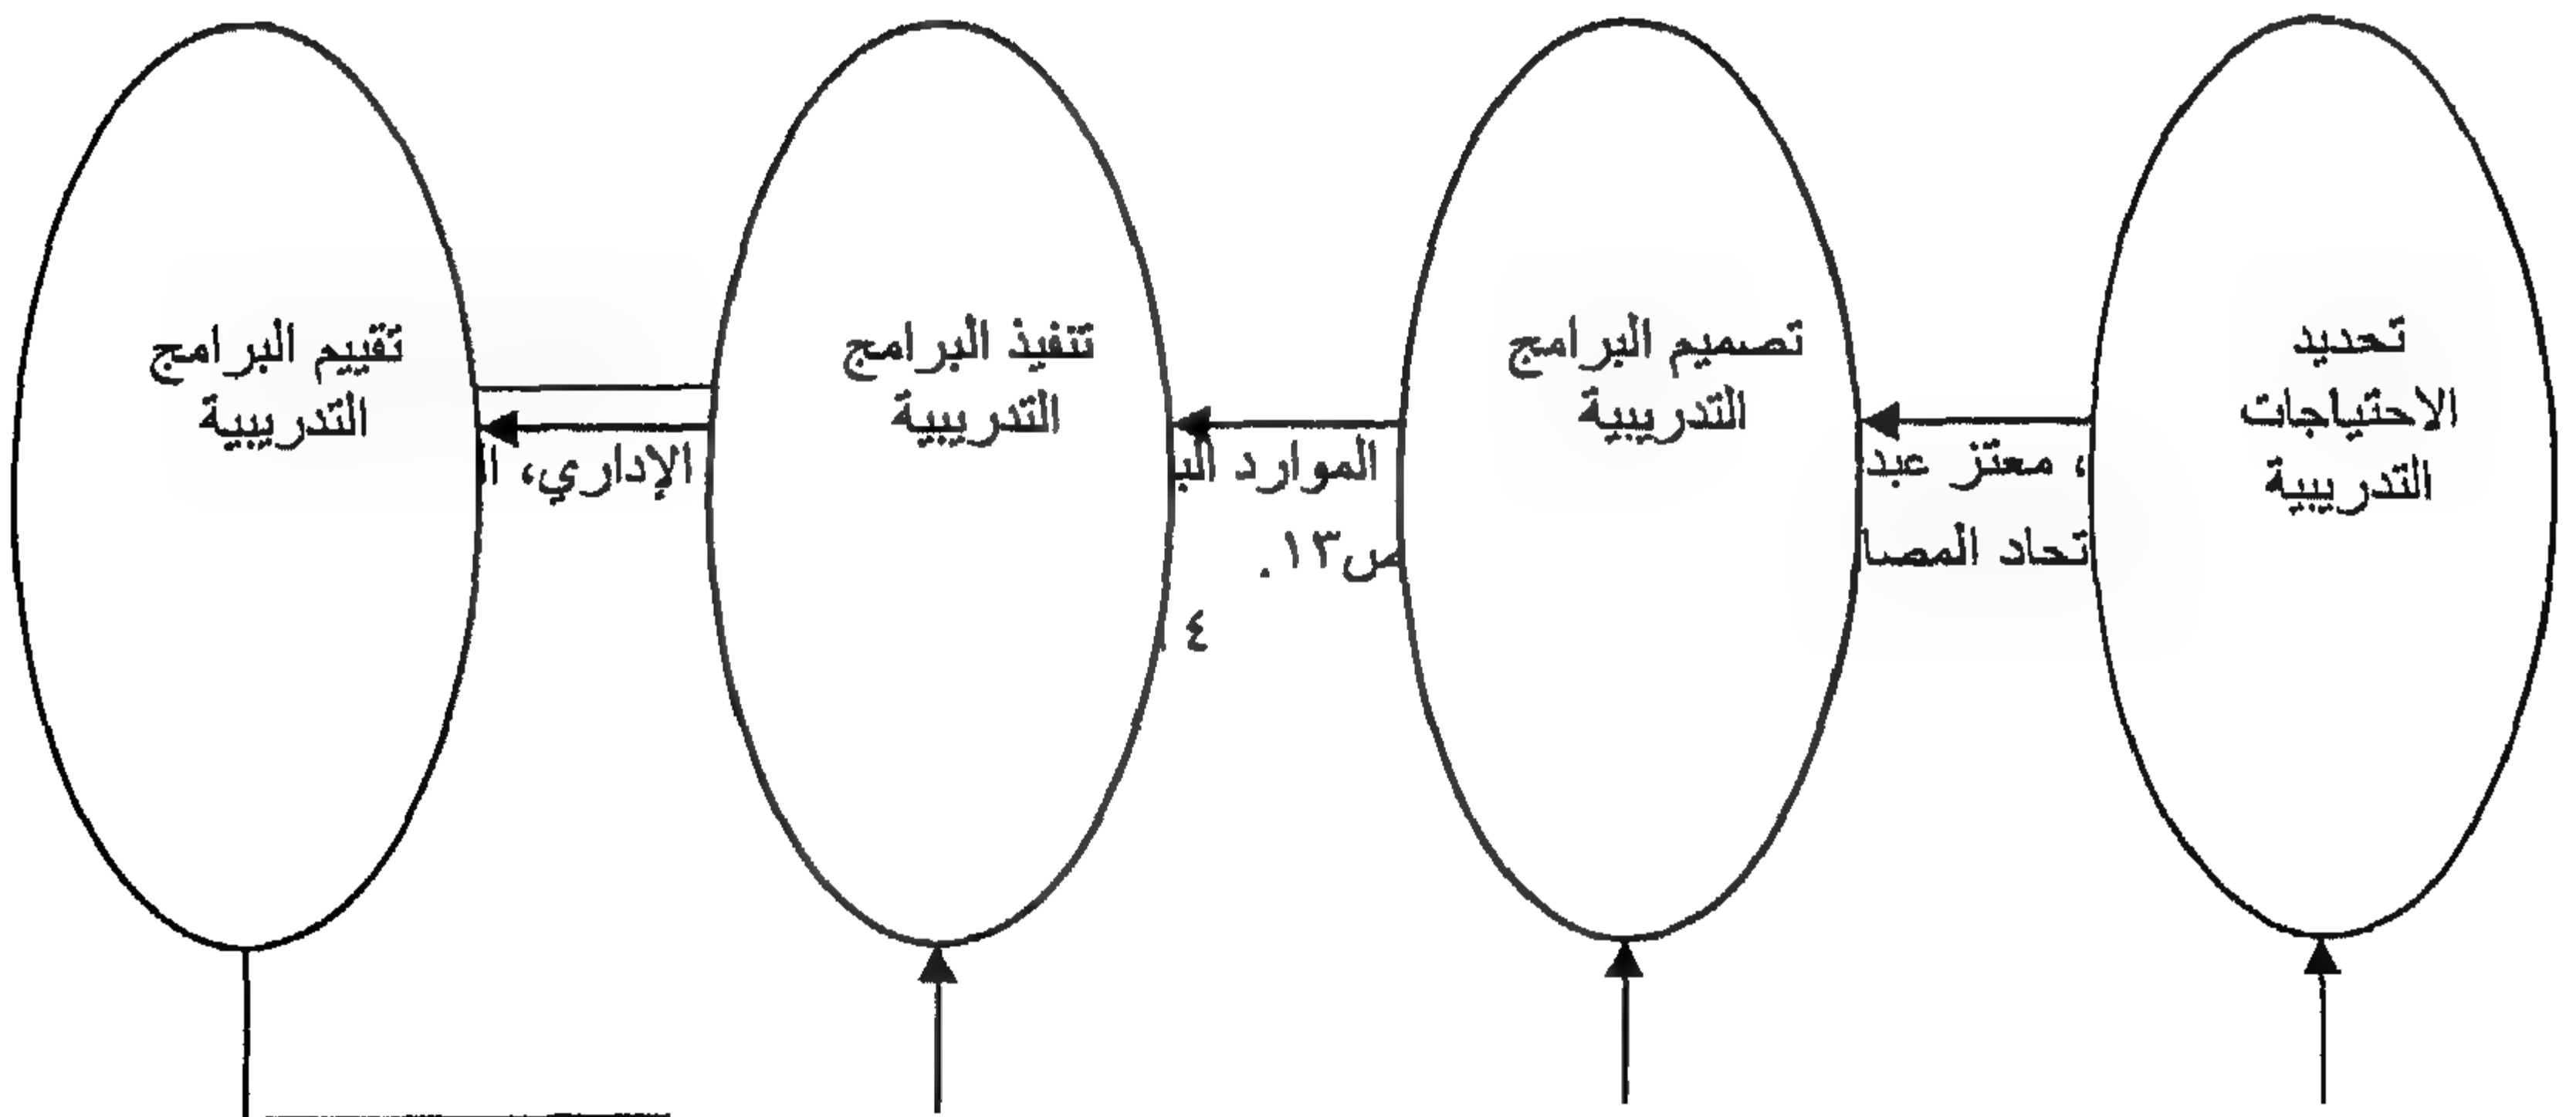 تحديد
الاحتياجات
التدريبية
، معتز عبد
تحاد المصا
تصميم البرامج
التدريبية
الموارد الب
ص١٣.
٤
تنفيذ البرامج
التدريبية
الإداري، ا
تقييم البرامج
التدريبية